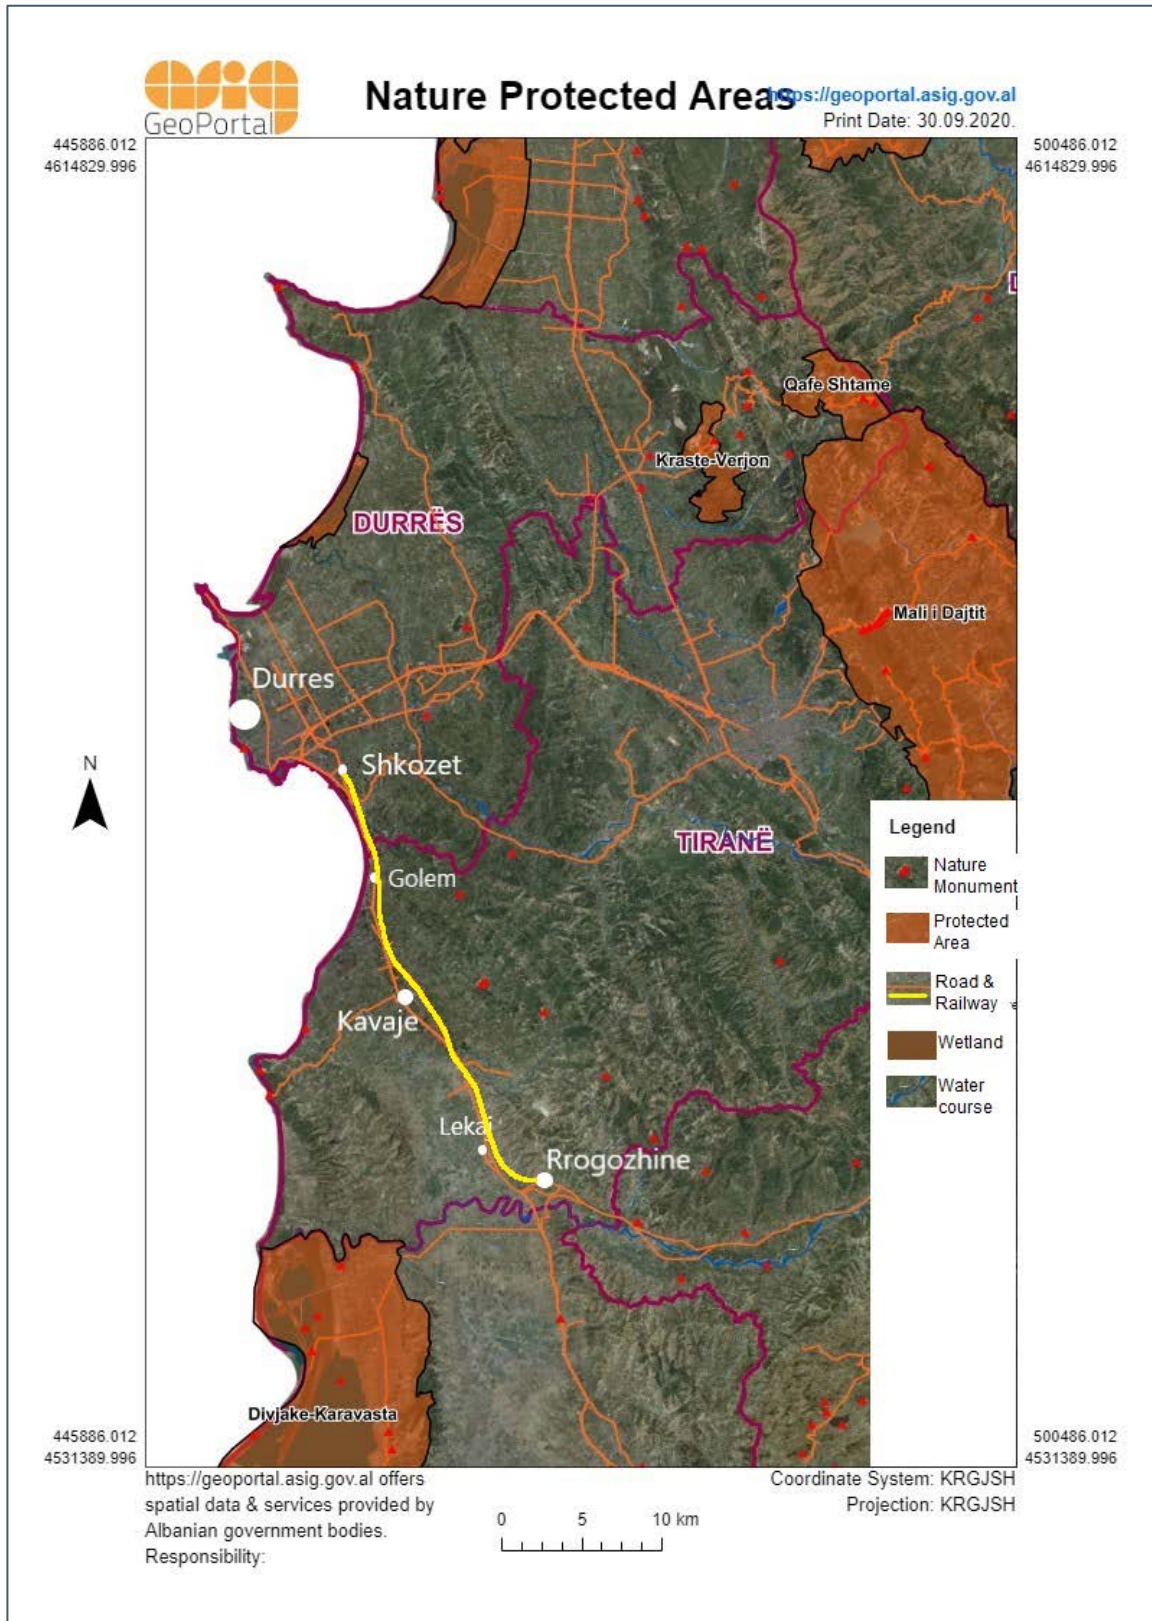 asig
GeoPortal
Nature Protected Areas
https://geoportal.asig.gov.al
Print Date: 30.09.2020.
445886.012
4614829.996
500486.012
4614829.996
Qafe Shtame
Kraste-Verjon
DURRËS
Mali i Dajtit
Durres
N
Shkozet
TIRANË
Golem
Kavaje
Lekaj
Rrogozhine
Divjake-Karavasta
Legend
Nature
Monument
Protected
Area
Road &
Railway
Wetland
Water
course
445886.012
4531389.996
500486.012
4531389.996
https://geoportal.asig.gov.al offers
spatial data & services provided by
Albanian government bodies.
Responsibility:
0 5 10 km
Coordinate System: KRGJSH
Projection: KRGJSH